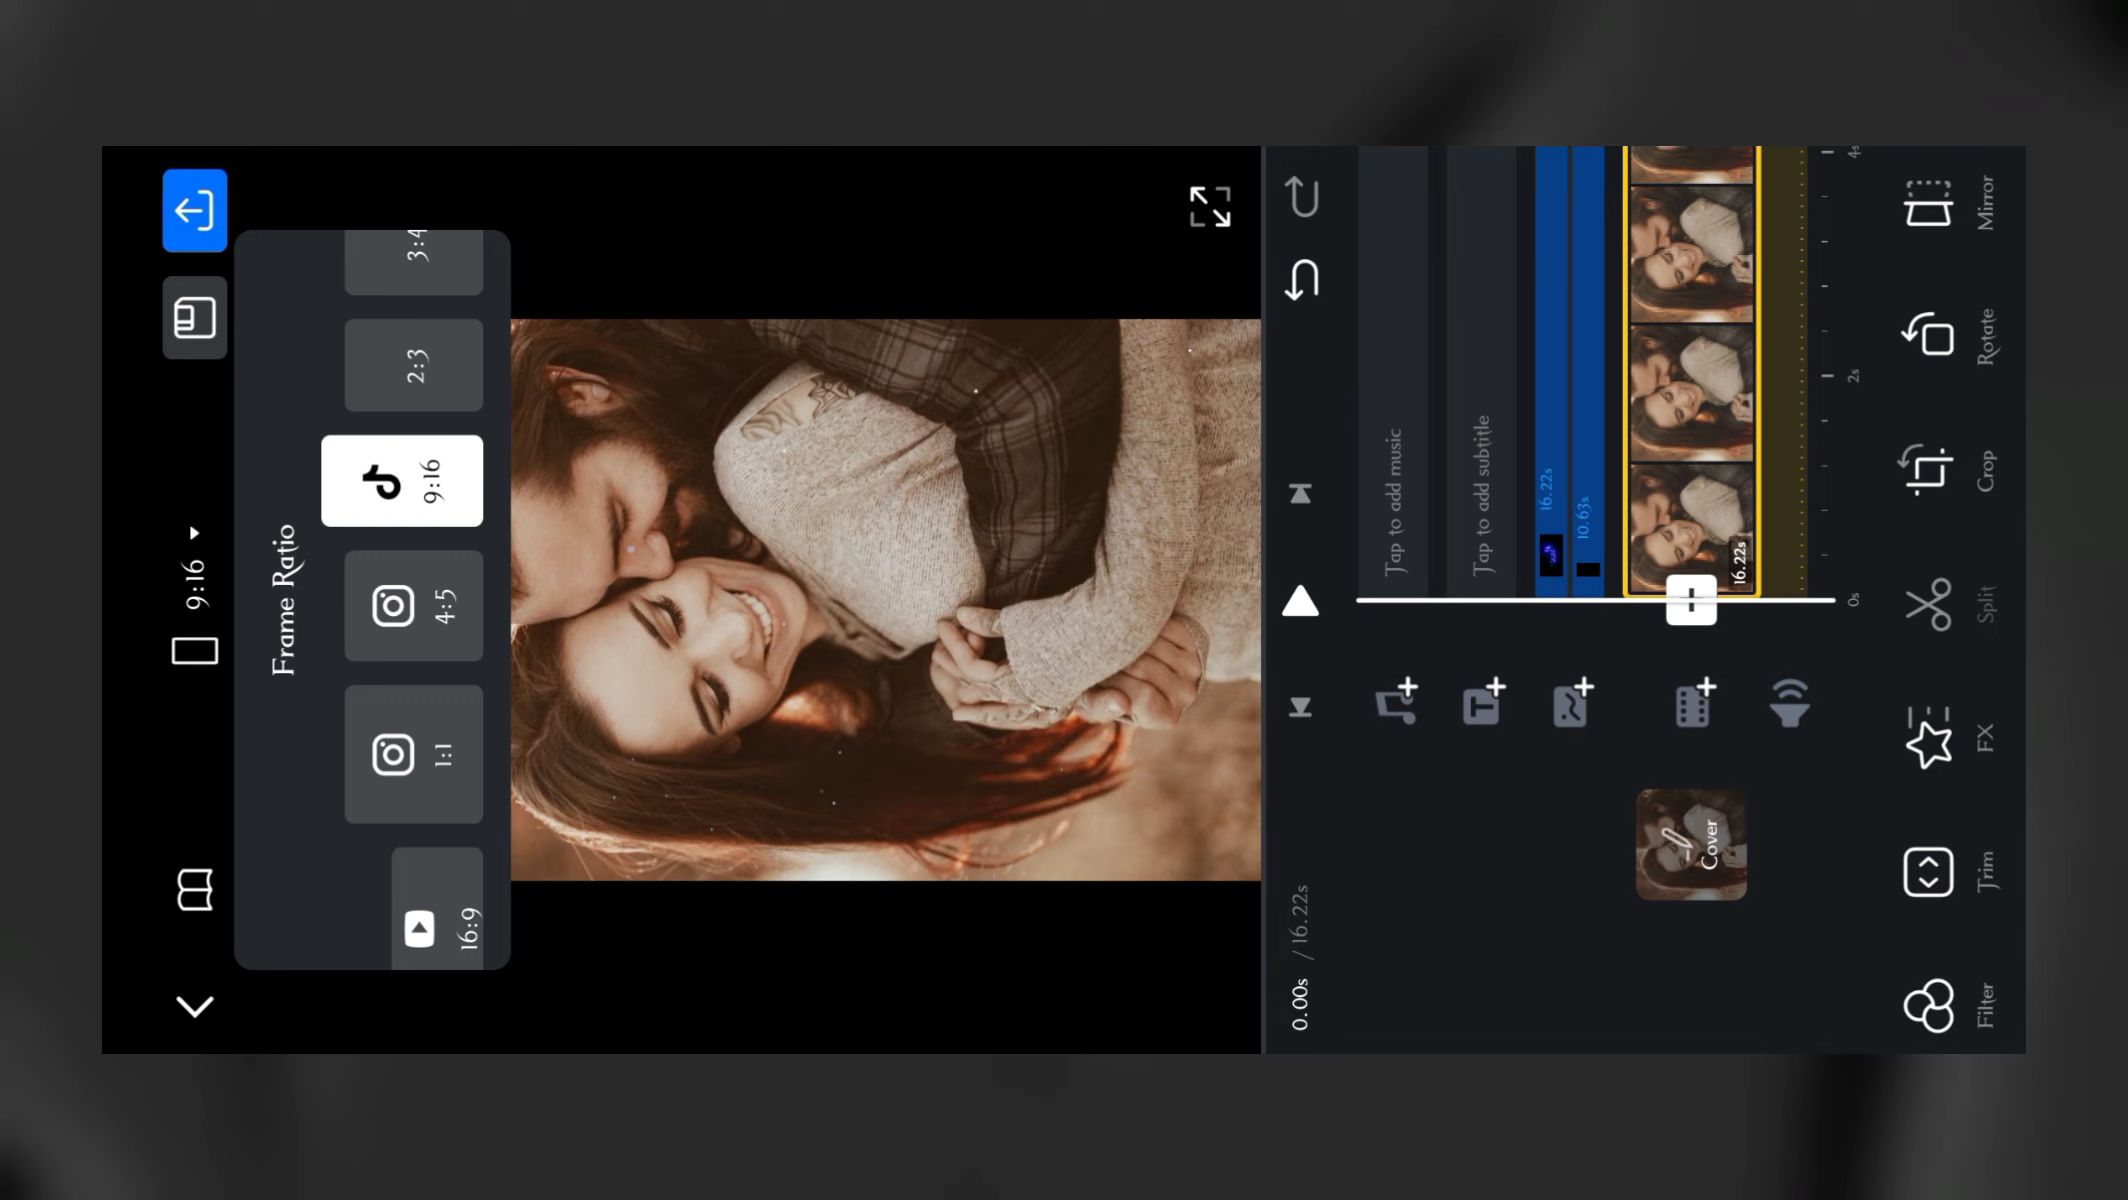 9:16
Frame Ratio
16:9
1:1
4:5
9:16
2:3
3:4
0.00s / 16.22s
Tap to add music
Tap to add subtitle
16.22s
10.63s
Cover
16.22s
0s
2s
4s
Filter
Trim
FX
Split
Crop
Rotate
Mirror